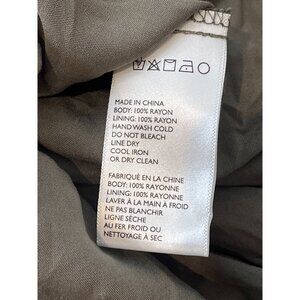 MADE IN CHINA
BODY: 100% RAYON
LINING: 100% RAYON
HAND WASH COLD
DO NOT BLEACH
LINE DRY
COOL IRON
OR DRY CLEAN
FABRIQUÉ EN LA CHINE
BODY: 100% RAYONNE
LINING: 100% RAYONNE
LAVER À LA MAIN À FROID
NE PAS BLANCHIR
LIGNE SÈCHE
AU FER FROID OU
NETTOYAGE À SEC